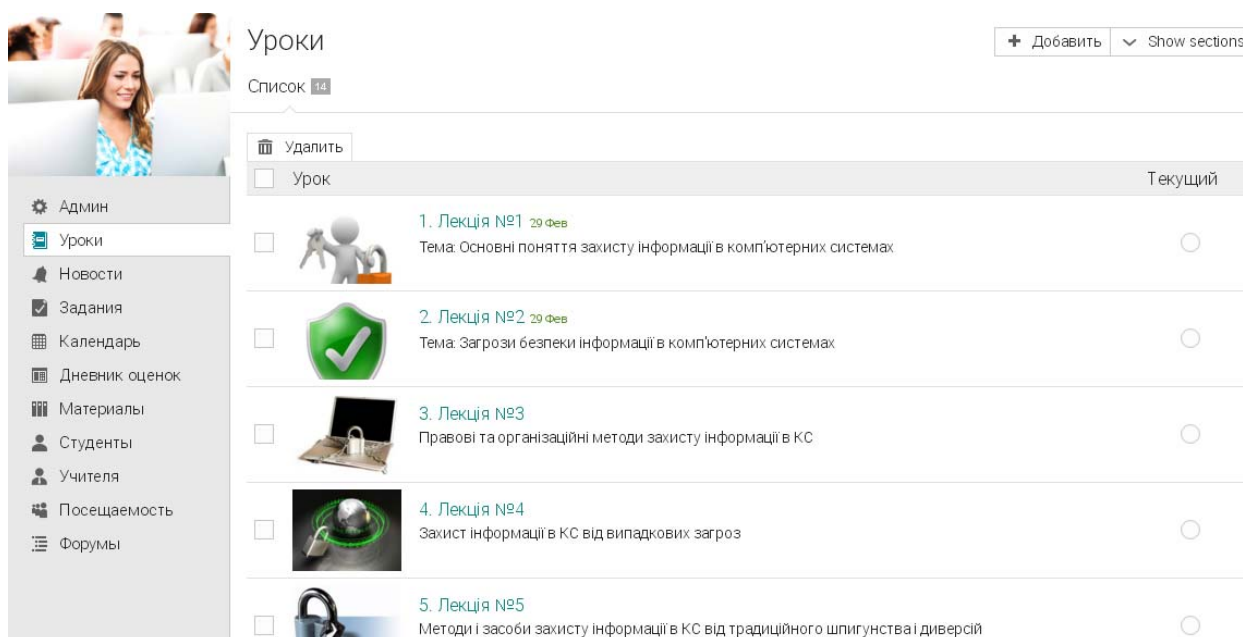 Уроки
+ Добавить
Show sections
Список 14
Удалить
Урок
Текущий
Админ
Уроки
Новости
Задания
Календарь
Дневник оценок
Материалы
Студенты
Учителя
Посещаемость
Форумы
1. Лекція №1 29 Фев
Тема: Основні поняття захисту інформації в комп'ютерних системах
2. Лекція №2 29 Фев
Тема: Загрози безпеки інформації в комп'ютерних системах
3. Лекція №3
Правові та організаційні методи захисту інформації в КС
4. Лекція №4
Захист інформації в КС від випадкових загроз
5. Лекція №5
Методи і засоби захисту інформації в КС від традиційного шпигунства і диверсій